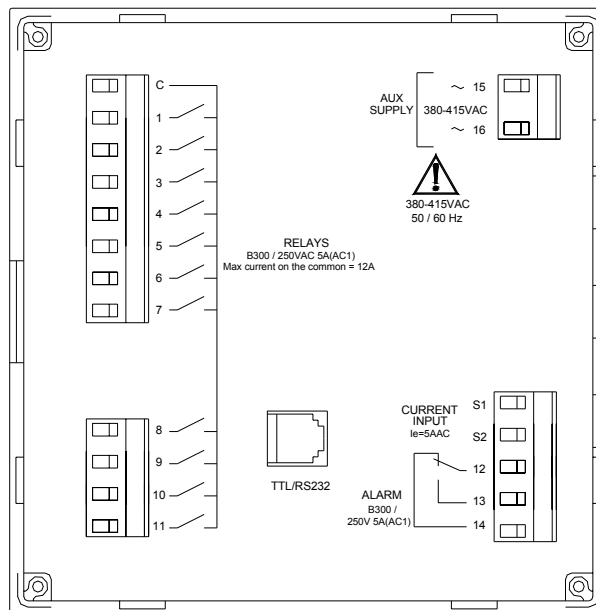 C
1
2
3
4
5
6
7
RELAYS
B300 / 250VAC 5A(AC1)
Max current on the common = 12A
8
9
10
11
TTL/RS232
AUX
SUPPLY
380-415VAC
~ 15
~ 16
380-415VAC
50 / 60 Hz
CURRENT
INPUT
Ie=5AAC
S1
S2
12
13
14
ALARM
B300 /
250V 5A(AC1)